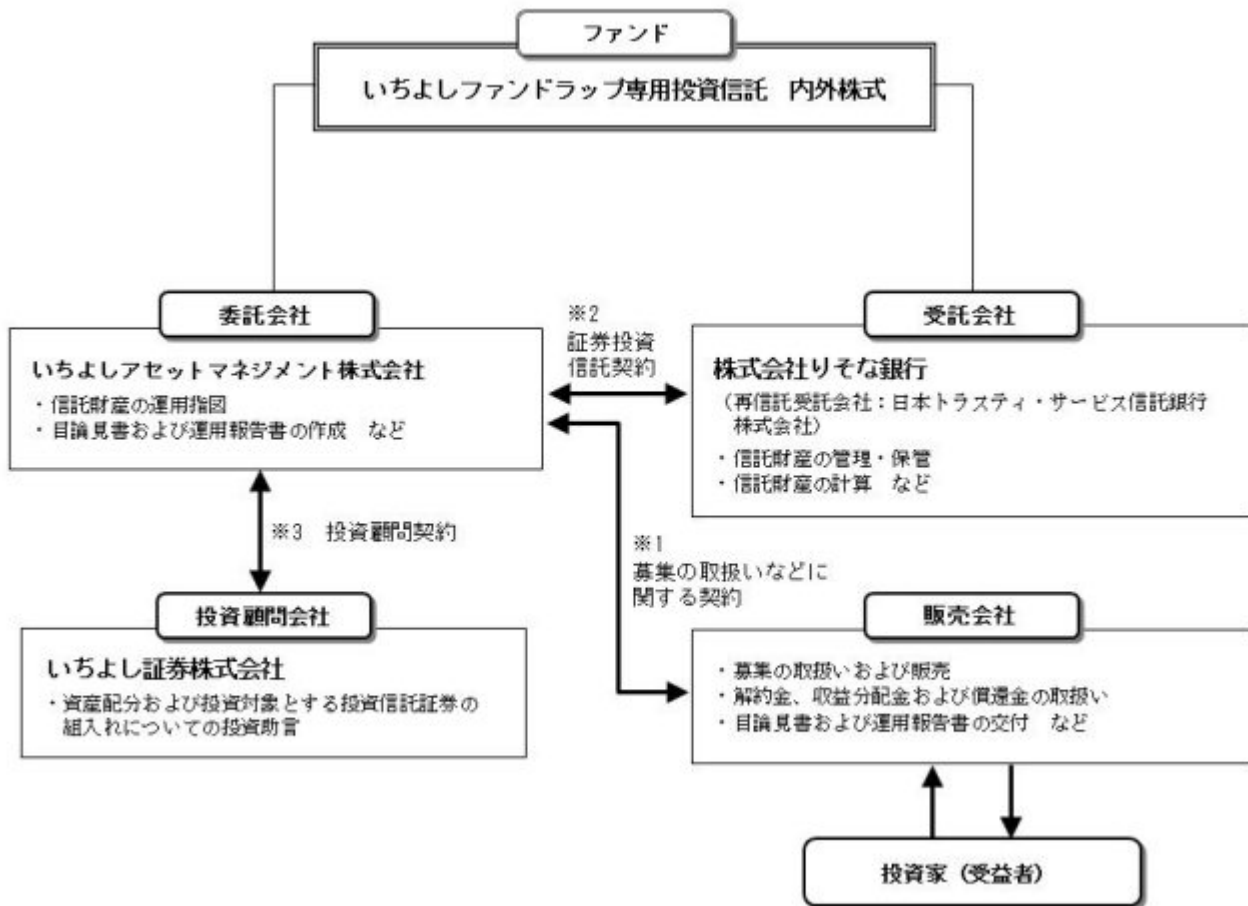 ファンド
いちよしファンドラップ専用投資信託　内外株式
委託会社
いちよしアセットマネジメント株式会社
・信託財産の運用指図
・目論見書および運用報告書の作成　など
※2
証券投資
信託契約
受託会社
株式会社りそな銀行
（再信託受託会社：日本トラスティ・サービス信託銀行
株式会社）
・信託財産の管理・保管
・信託財産の計算　など
※3　投資顧問契約
※1
募集の取扱いなどに
関する契約
投資顧問会社
いちよし証券株式会社
・資産配分および投資対象とする投資信託証券の
組入れについての投資助言
販売会社
・募集の取扱いおよび販売
・解約金、収益分配金および償還金の取扱い
・目論見書および運用報告書の交付　など
投資家（受益者）